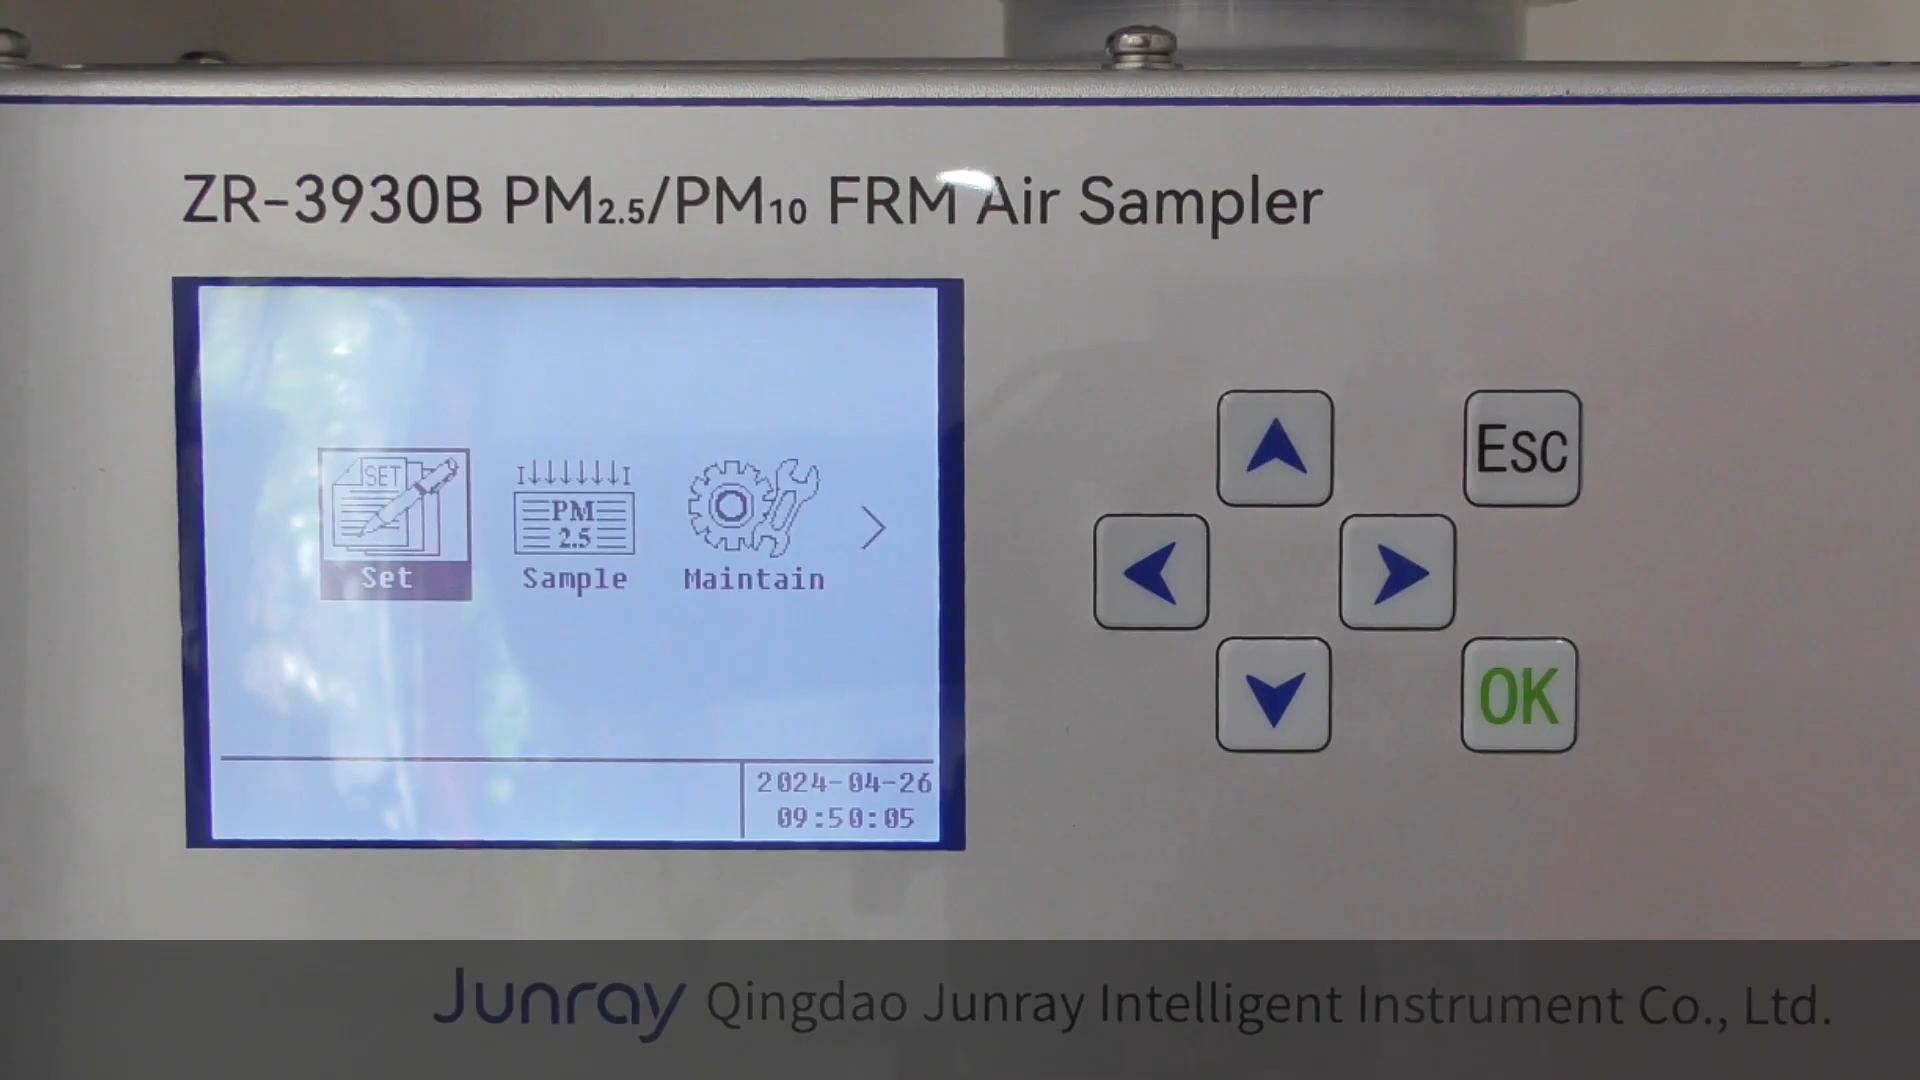 ZR-3930B PM2.5/PM10 FRM Air Sampler
SET
PM
2.5
Set
Sample
Maintain
2024-04-26
09:50:05
Esc
OK
Junray Qingdao Junray Intelligent Instrument Co., Ltd.